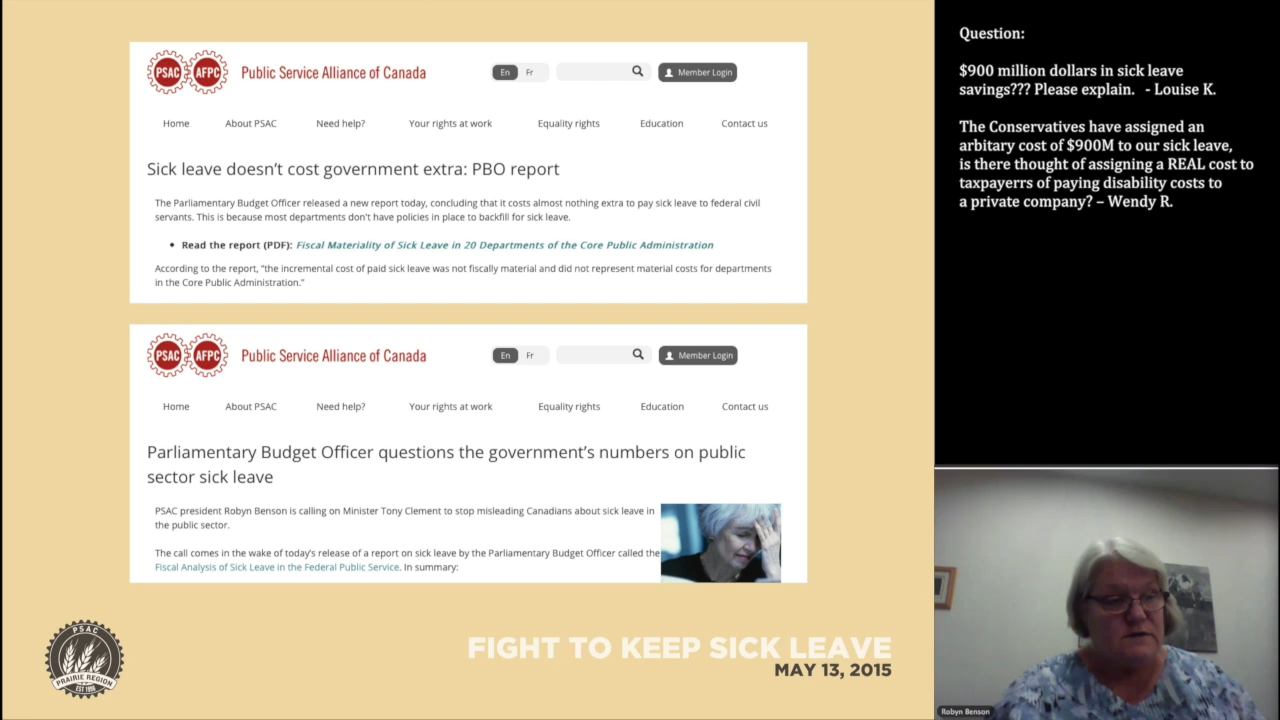 PSAC AFPC Public Service Alliance of Canada En Fr Member Login
Home About PSAC Need help? Your rights at work Equality rights Education Contact us
Sick leave doesn’t cost government extra: PBO report
The Parliamentary Budget Officer released a new report today, concluding that it costs almost nothing extra to pay sick leave to federal civil
servants. This is because most departments don't have policies in place to backfill for sick leave.
• Read the report (PDF): Fiscal Materiality of Sick Leave in 20 Departments of the Core Public Administration
According to the report, “the incremental cost of paid sick leave was not fiscally material and did not represent material costs for departments
in the Core Public Administration.”
PSAC AFPC Public Service Alliance of Canada En Fr Member Login
Home About PSAC Need help? Your rights at work Equality rights Education Contact us
Parliamentary Budget Officer questions the government’s numbers on public
sector sick leave
PSAC president Robyn Benson is calling on Minister Tony Clement to stop misleading Canadians about sick leave in
the public sector.
The call comes in the wake of today’s release of a report on sick leave by the Parliamentary Budget Officer called the
Fiscal Analysis of Sick Leave in the Federal Public Service. In summary:
PSAC
PRAIRIE REGION
EST 1966
FIGHT TO KEEP SICK LEAVE
MAY 13, 2015
Question:
$900 million dollars in sick leave
savings??? Please explain. - Louise K.
The Conservatives have assigned an
arbitary cost of $900M to our sick leave,
is there thought of assigning a REAL cost to
taxpayerrs of paying disability costs to
a private company? – Wendy R.
Robyn Benson